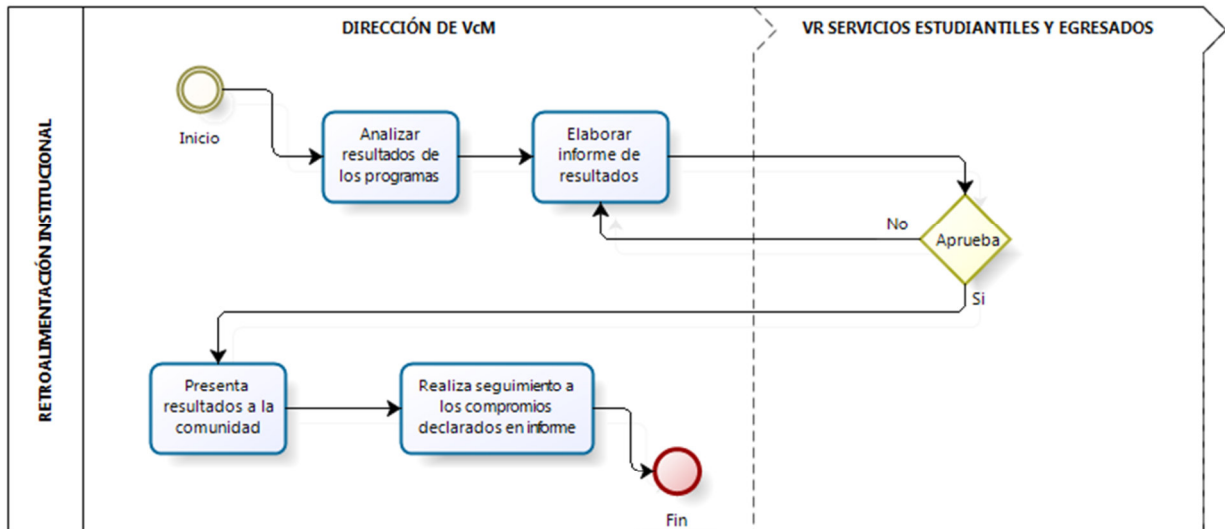 RETROALIMENTACIÓN INSTITUCIONAL
DIRECCIÓN DE VcM
VR SERVICIOS ESTUDIANTILES Y EGRESADOS
Inicio
Analizar
resultados de
los programas
Elaborar
informe de
resultados
No
Aprueba
Si
Presenta
resultados a la
comunidad
Realiza seguimiento a
los compromios
declarados en informe
Fin